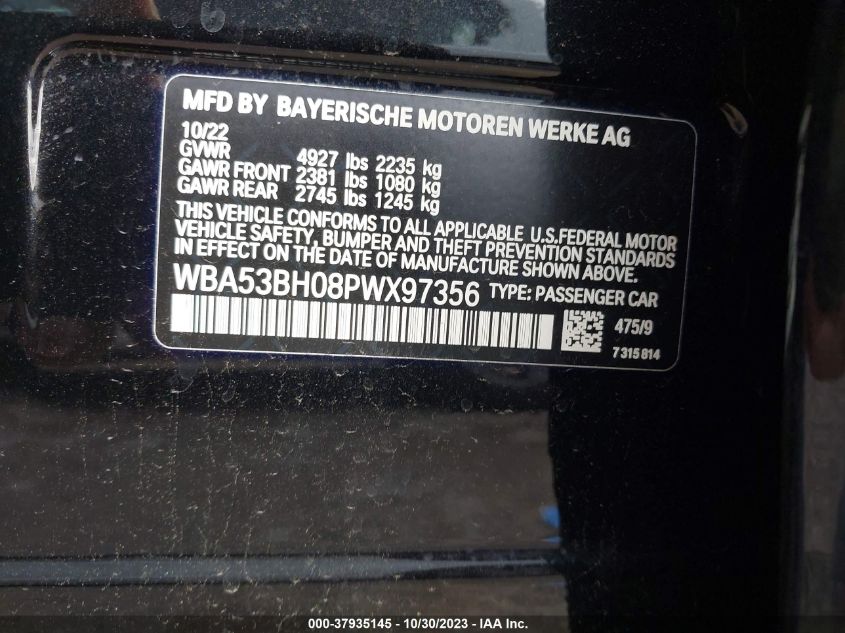 MFD BY BAYERISCHE MOTOREN WERKE AG
10/22
GVWR 4927 lbs 2235 kg
GAWR FRONT 2381 lbs 1080 kg
GAWR REAR 2745 lbs 1245 kg
THIS VEHICLE CONFORMS TO ALL APPLICABLE U.S.FEDERAL MOTOR
VEHICLE SAFETY, BUMPER AND THEFT PREVENTION STANDARDS
IN EFFECT ON THE DATE OF MANUFACTURE SHOWN ABOVE.
WBA53BH08PWX97356 TYPE: PASSENGER CAR
475/9
7315814
000-37935145 - 10/30/2023 - IAA Inc.